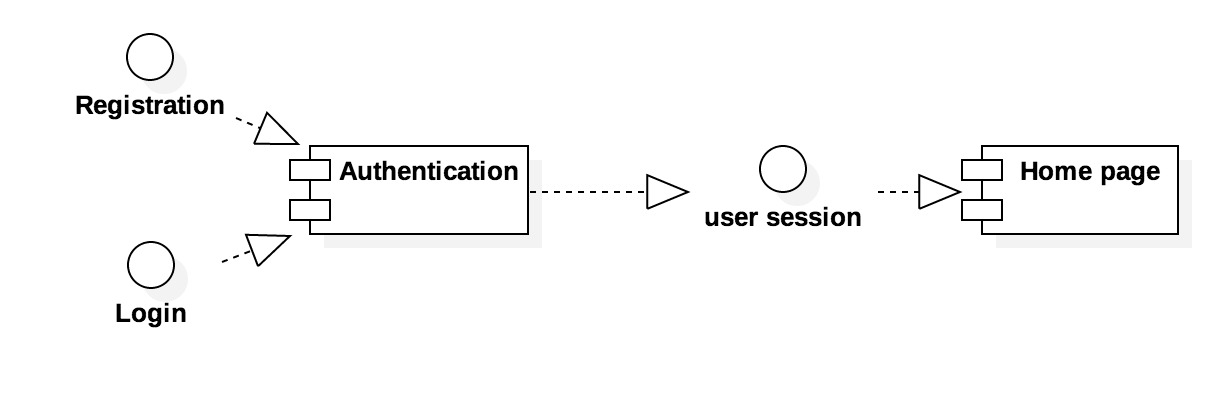 Registration
Authentication
Home page
user session
Login